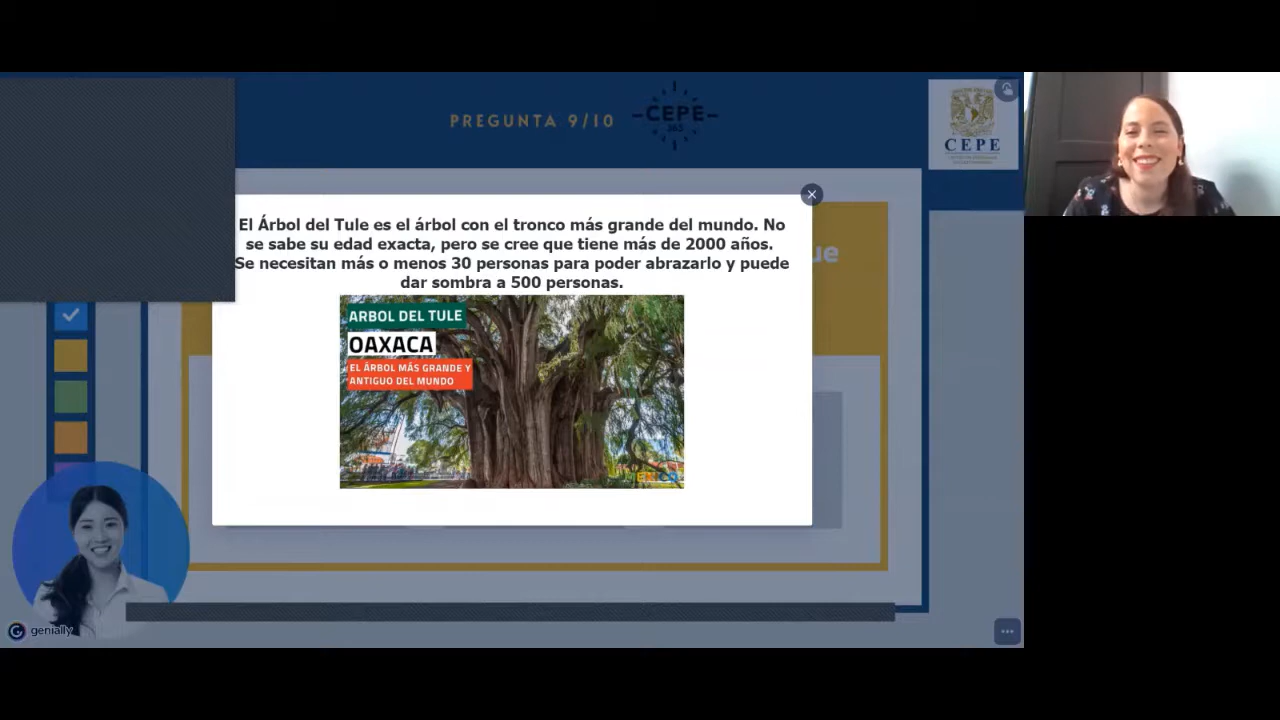 PREGUNTA 9/10
CEPE
365
CEPE
ue
El Árbol del Tule es el árbol con el tronco más grande del mundo. No
se sabe su edad exacta, pero se cree que tiene más de 2000 años.
Se necesitan más o menos 30 personas para poder abrazarlo y puede
dar sombra a 500 personas.
ARBOL DEL TULE
OAXACA
EL ÁRBOL MÁS GRANDE Y
ANTIGUO DEL MUNDO
genially